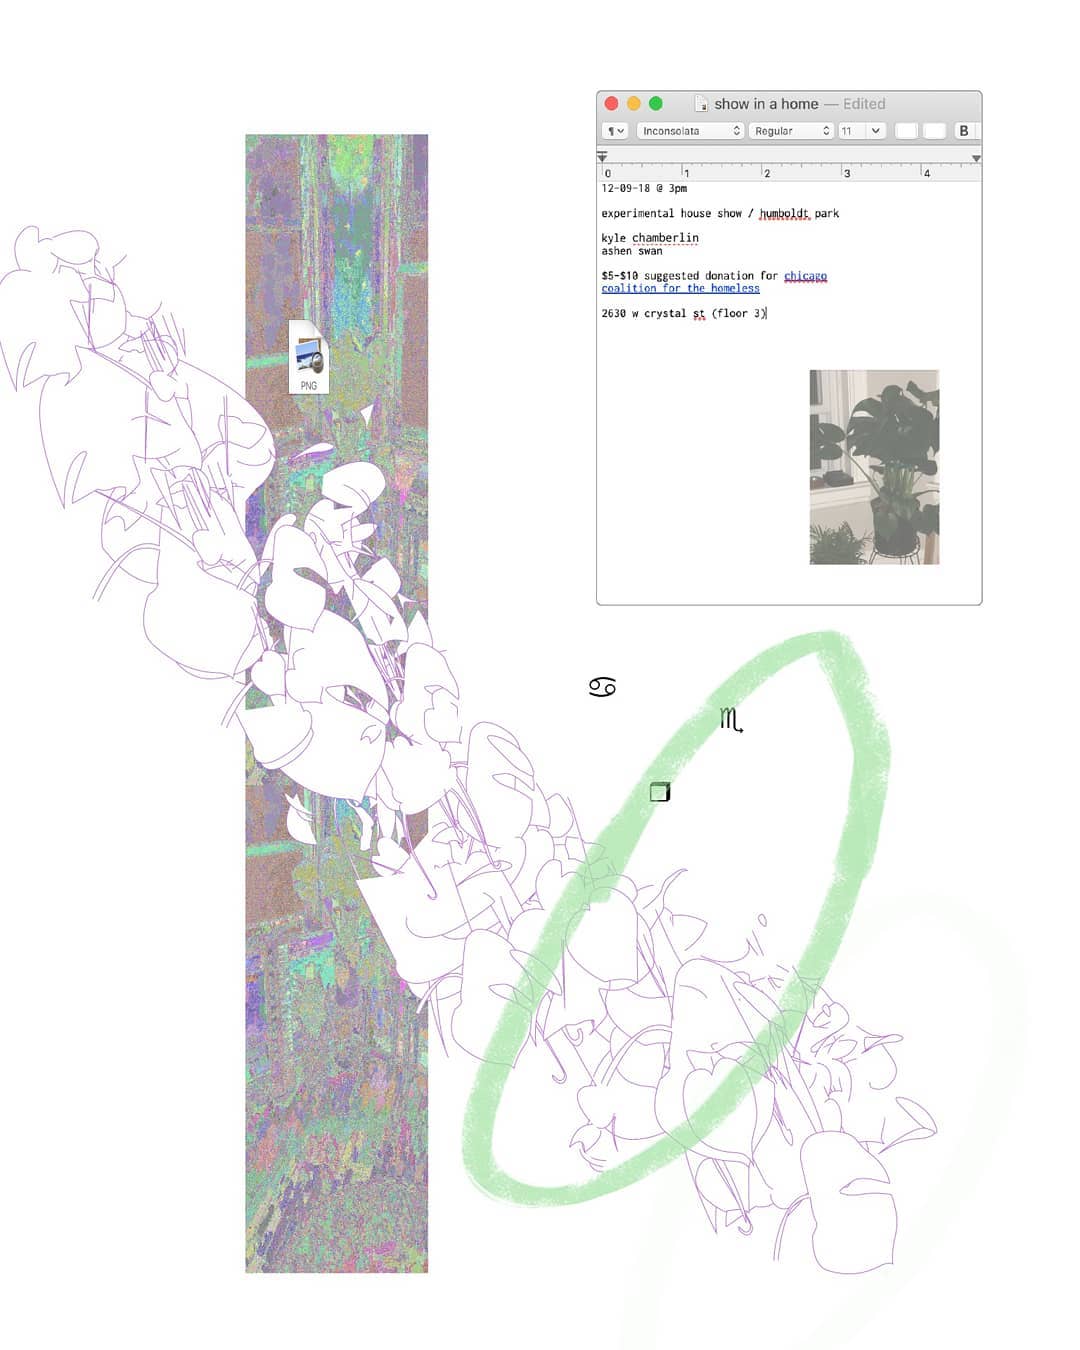 show in a home — Edited
¶ Inconsolata Regular 11 B
0 1 2 3 4
12-09-18 @ 3pm
experimental house show / humboldt park
kyle chamberlin
ashen swan
$5-$10 suggested donation for chicago
coalition for the homeless
2630 w crystal st (floor 3)
PNG
♋
♏